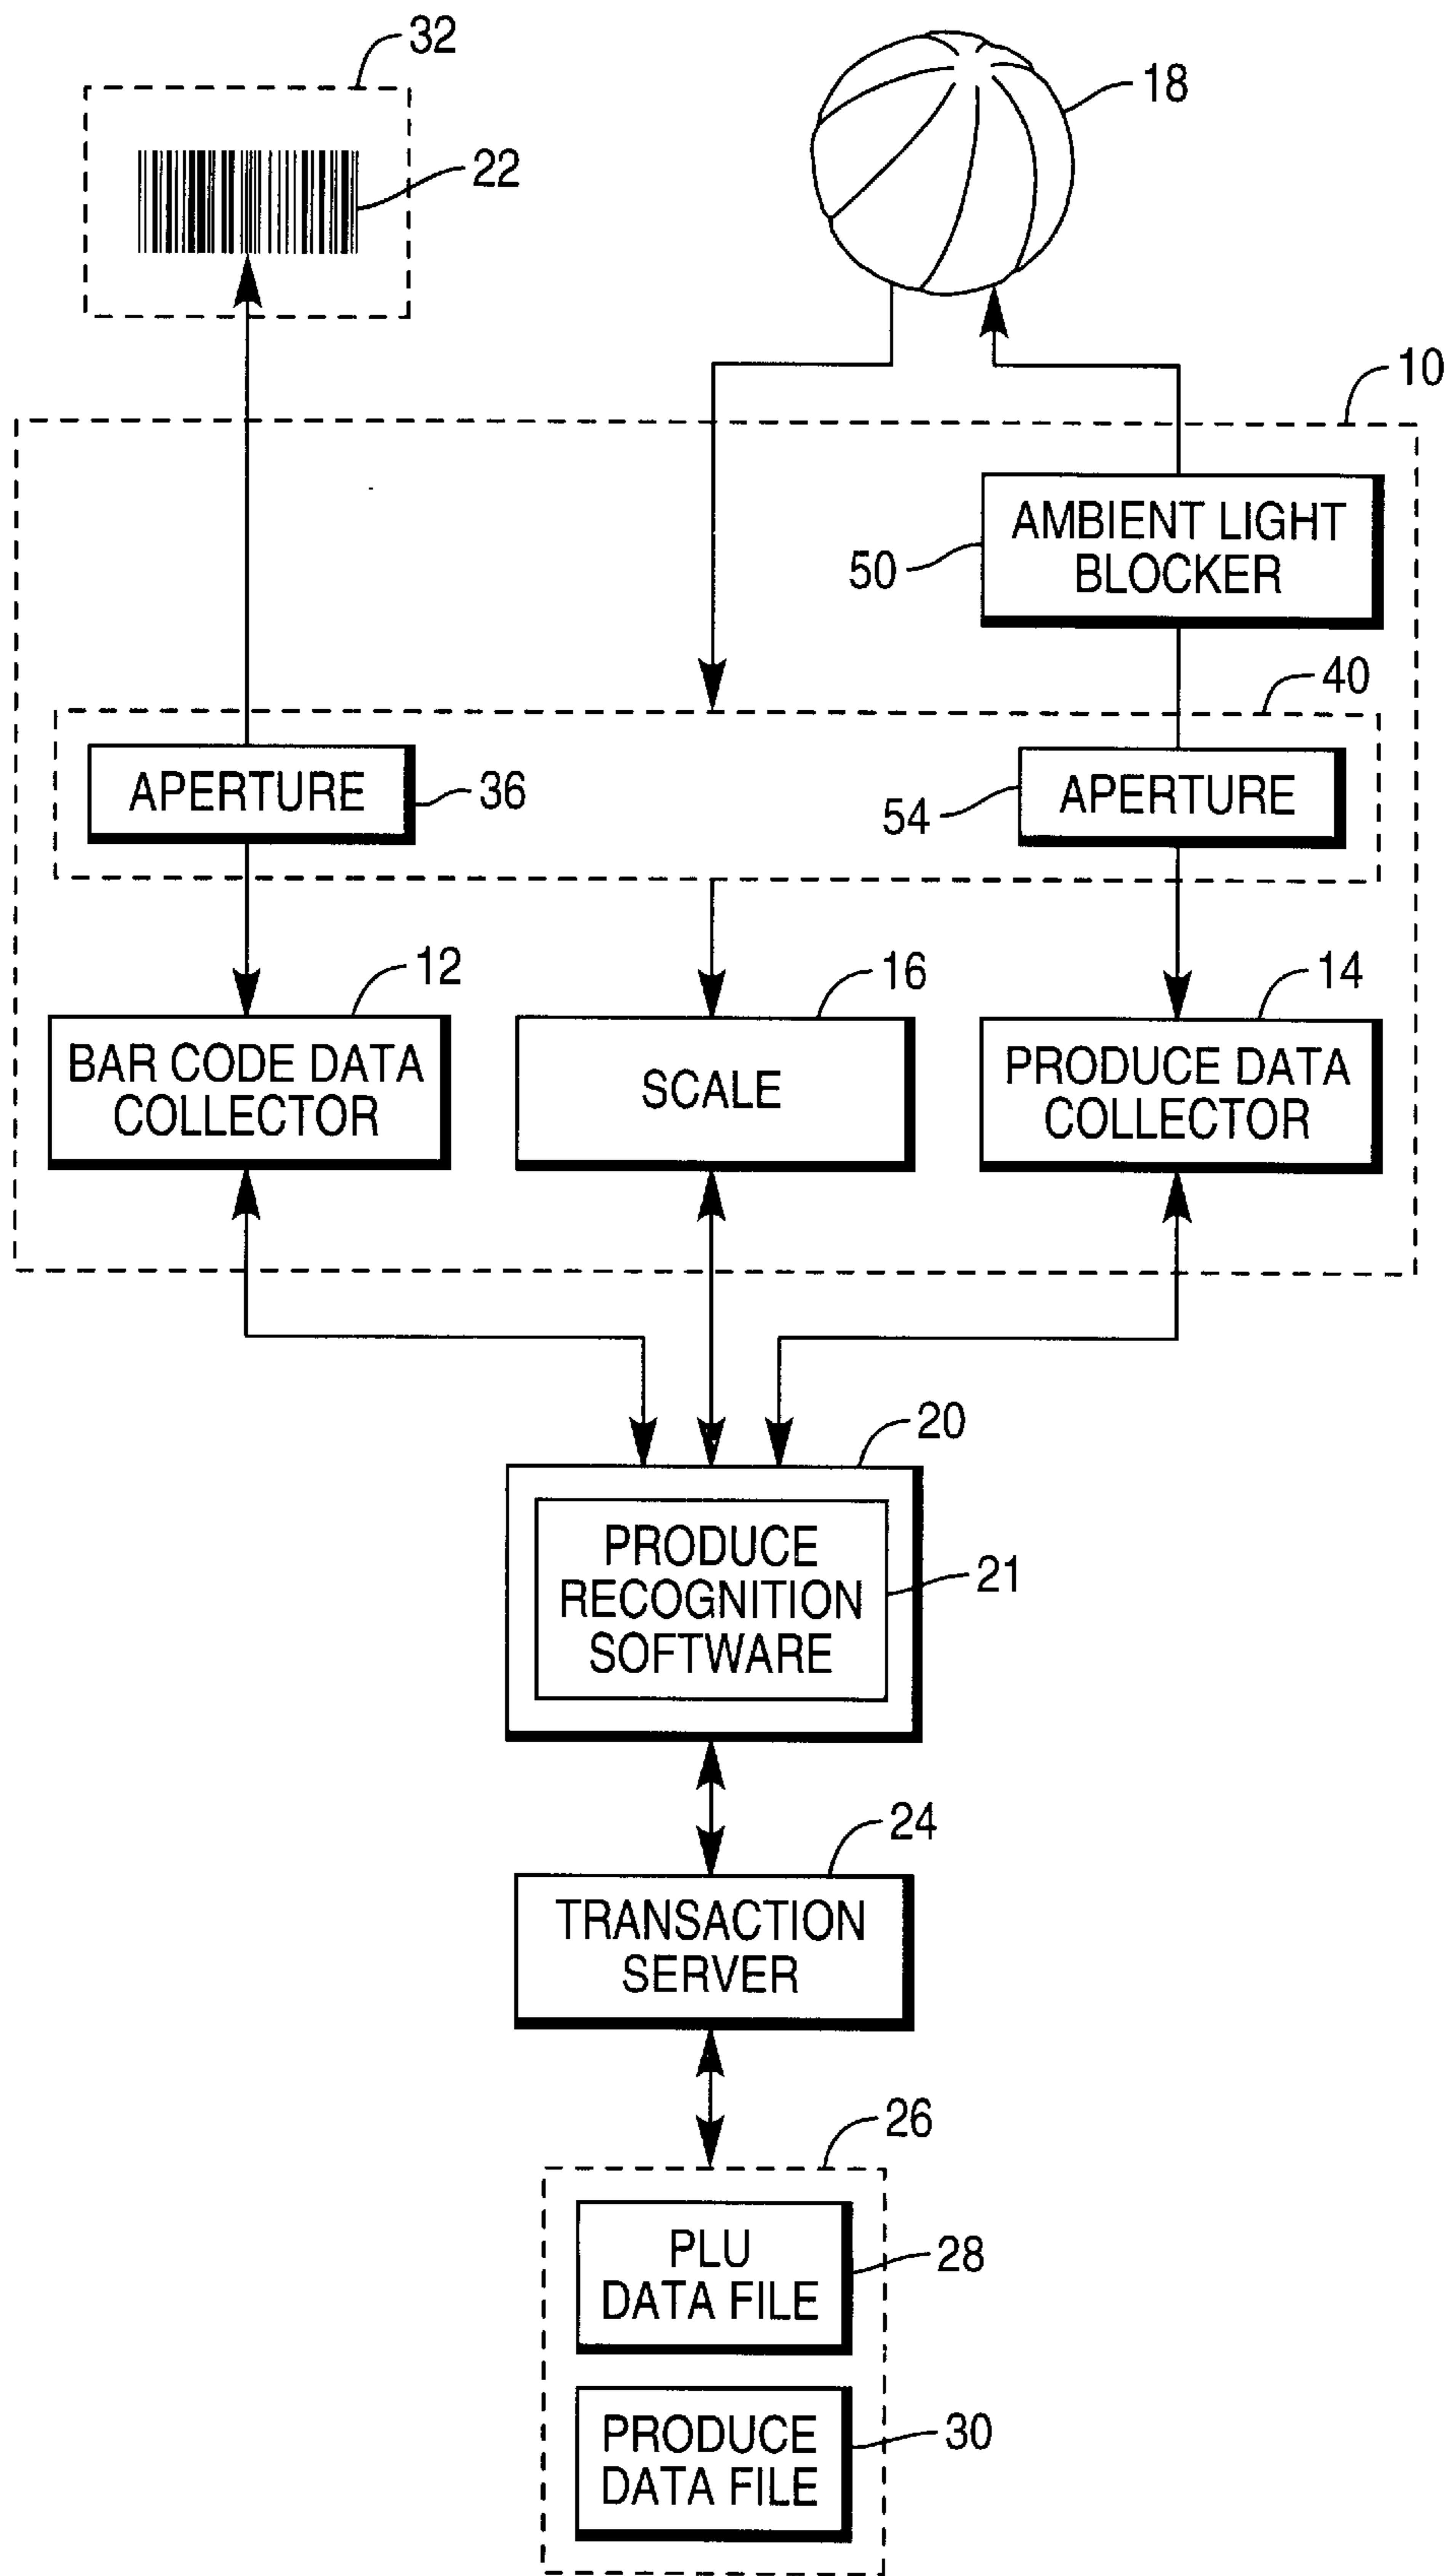 32
18
22
10
AMBIENT LIGHT
BLOCKER
50
40
APERTURE
36
54
APERTURE
12
16
14
BAR CODE DATA
COLLECTOR
SCALE
PRODUCE DATA
COLLECTOR
20
PRODUCE
RECOGNITION
SOFTWARE
21
24
TRANSACTION
SERVER
26
PLU
DATA FILE
28
PRODUCE
DATA FILE
30